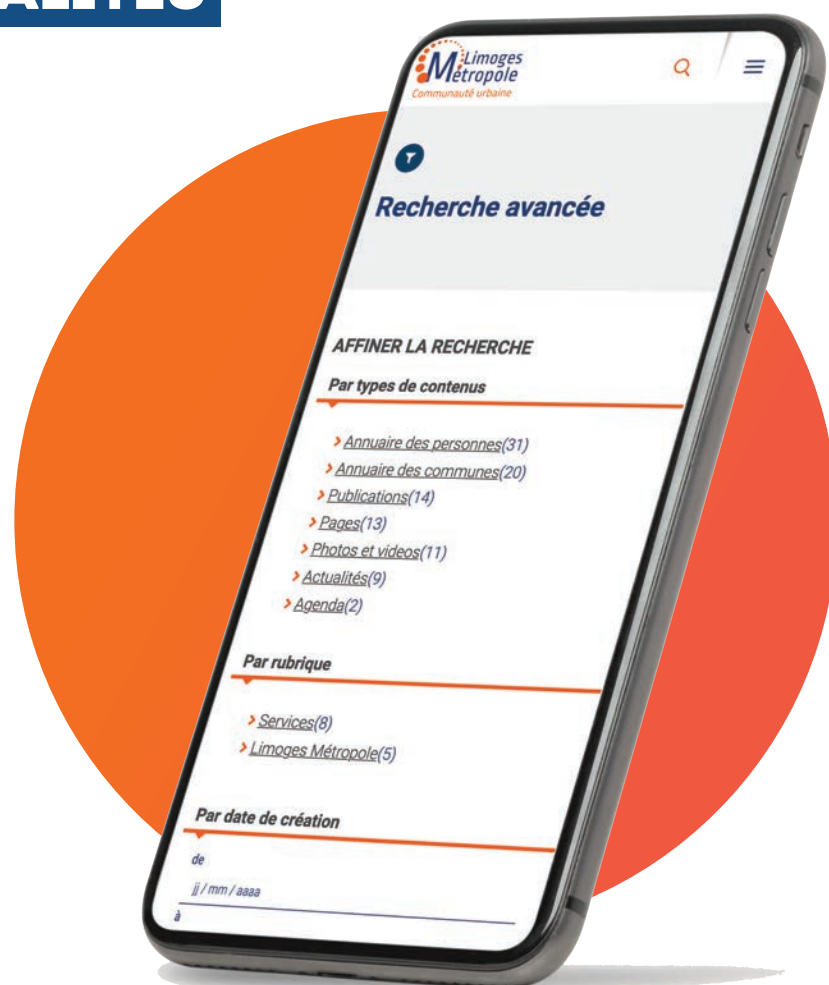 Limoges
Métropole
Communauté urbaine
Recherche avancée
AFFINER LA RECHERCHE
Par types de contenus
Annuaire des personnes(31)
Annuaire des communes(20)
Publications(14)
Pages(13)
Photos et videos(11)
Actualités(9)
Agenda(2)
Par rubrique
Services(8)
Limoges Métropole(5)
Par date de création
de
jj / mm / aaaa
à